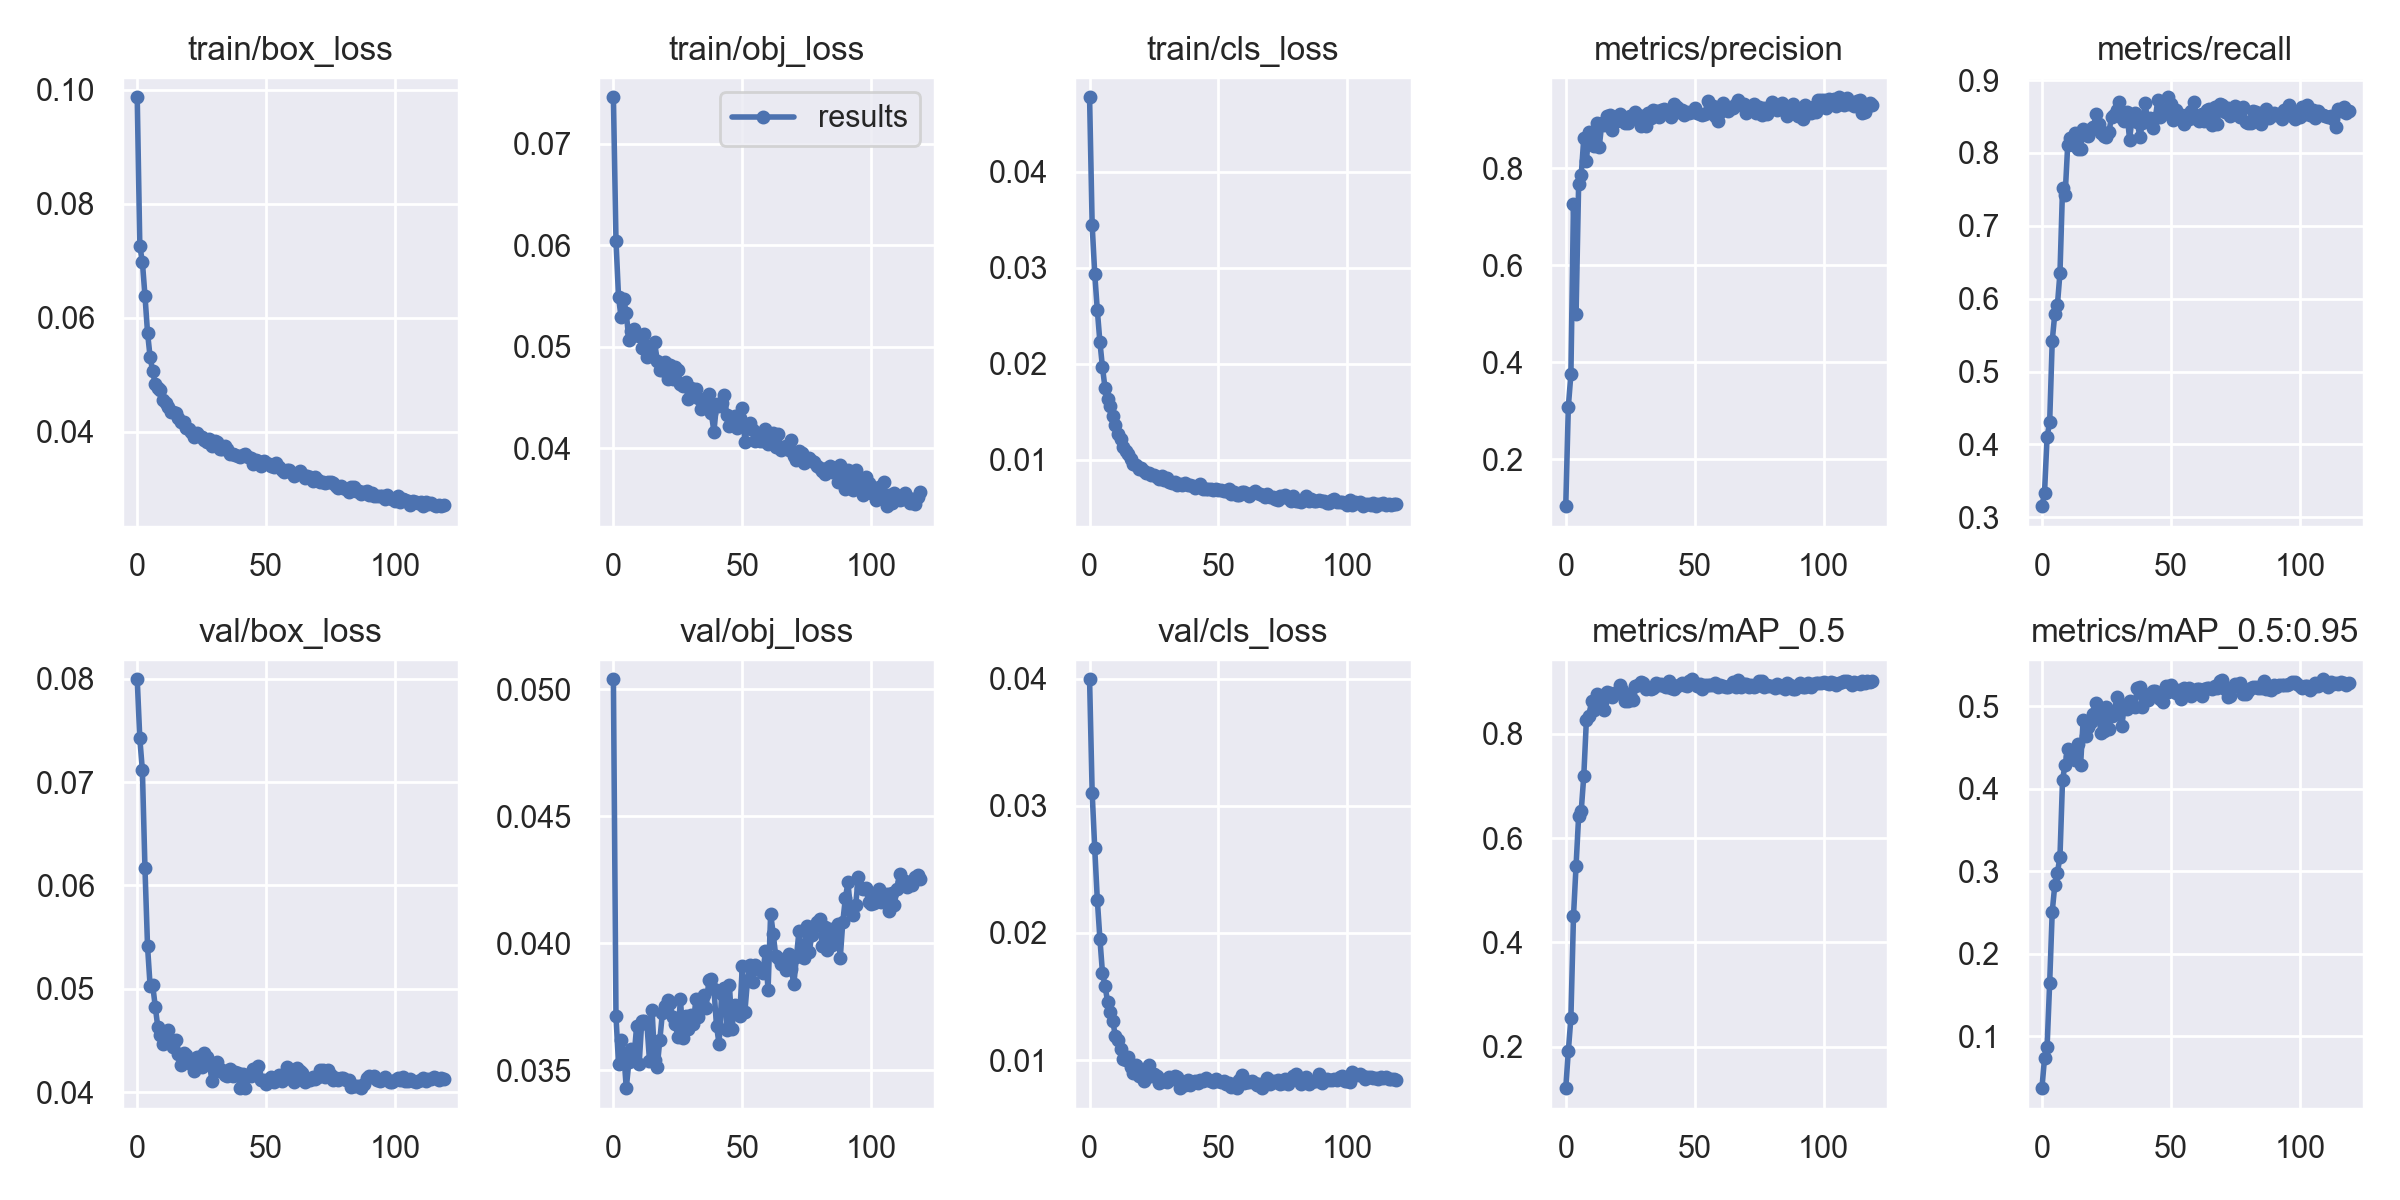 train/box_loss
0.10
0.08
0.06
0.04
0 50 100
train/obj_loss
results
0.07
0.06
0.05
0.04
0 50 100
train/cls_loss
0.04
0.03
0.02
0.01
0 50 100
metrics/precision
0.8
0.6
0.4
0.2
0 50 100
metrics/recall
0.9
0.8
0.7
0.6
0.5
0.4
0.3
0 50 100
val/box_loss
0.08
0.07
0.06
0.05
0.04
0 50 100
val/obj_loss
0.050
0.045
0.040
0.035
0 50 100
val/cls_loss
0.04
0.03
0.02
0.01
0 50 100
metrics/mAP_0.5
0.8
0.6
0.4
0.2
0 50 100
metrics/mAP_0.5:0.95
0.5
0.4
0.3
0.2
0.1
0 50 100